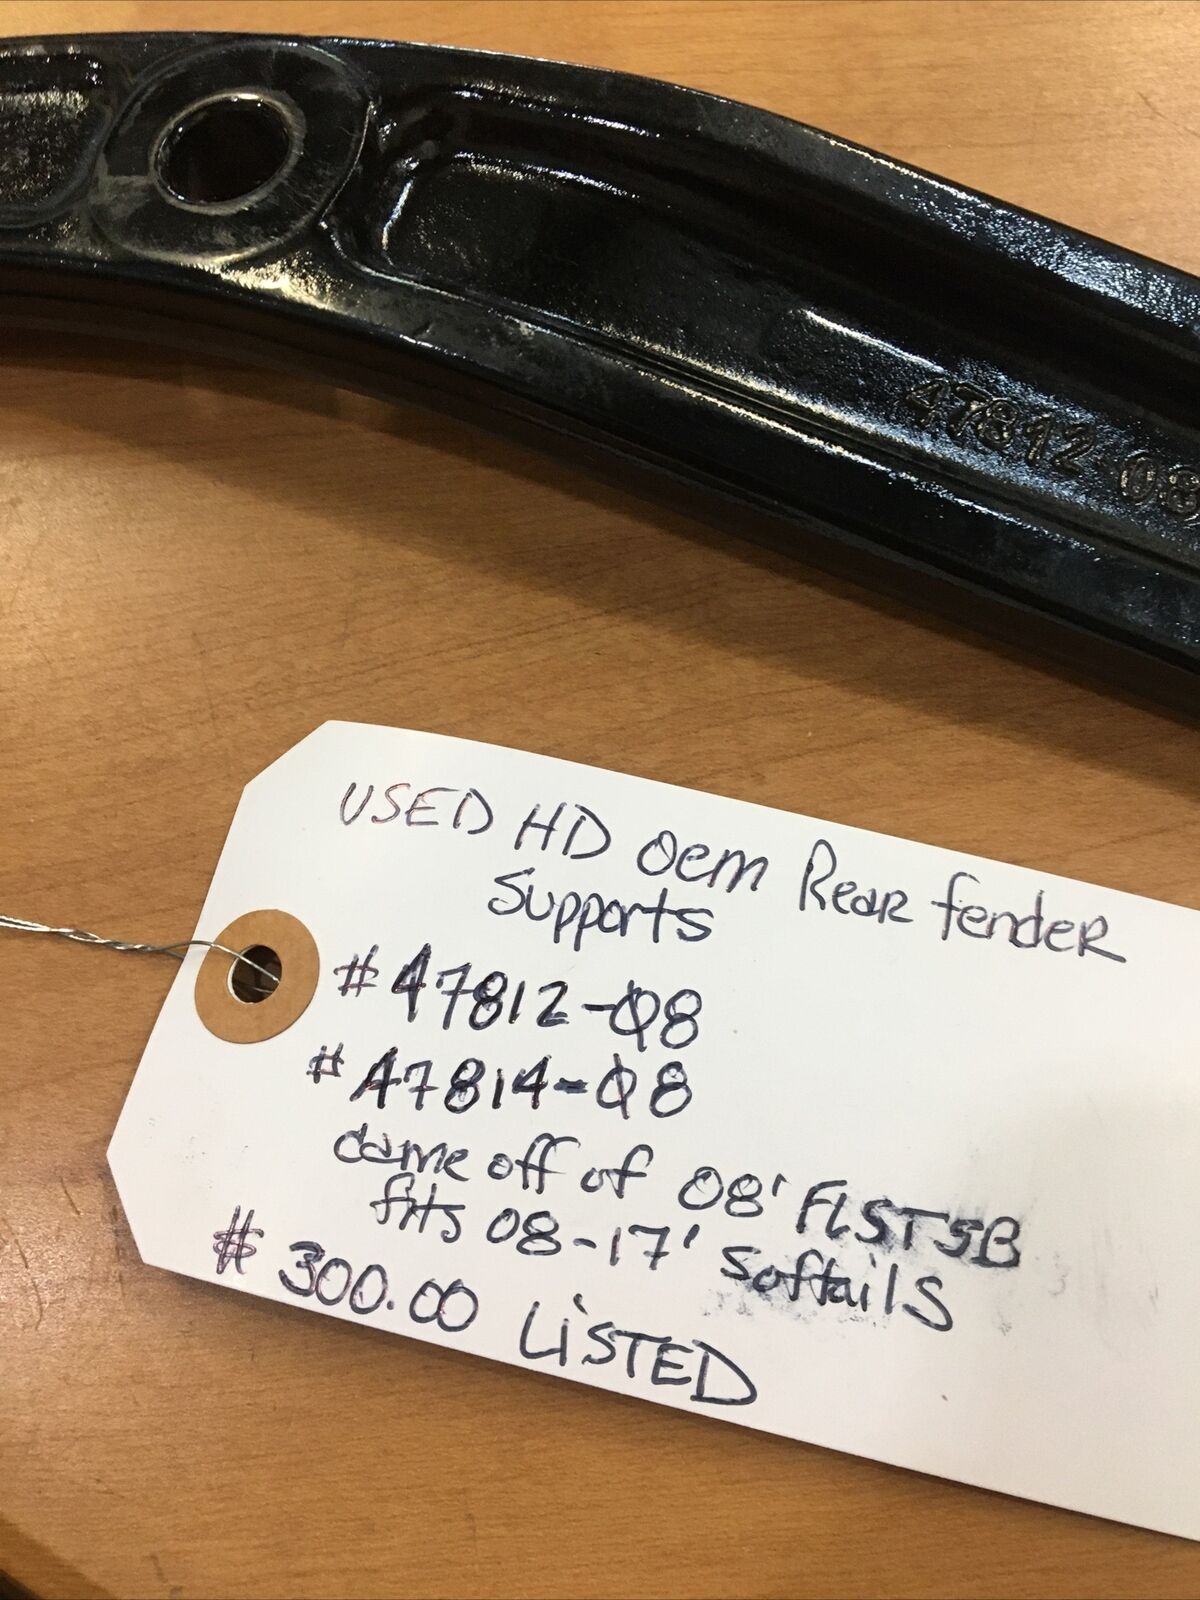 47812-08
USED HD Oem Rear fender
Supports
#47812-08
#47814-08
came off of 08' FLSTSB
fits 08-17' Softails
# 300.00 LiSTED